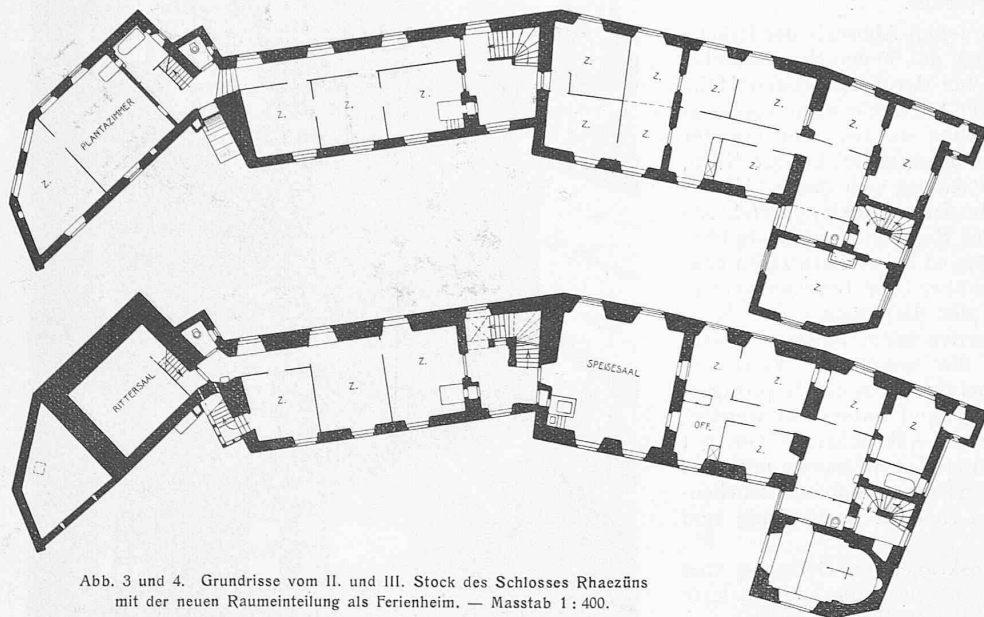 PLANTAZIMMER
Z.
Z.
Z.
Z.
Z.
Z.
Z.
Z.
Z.
Z.
Z.
Z.
Z.
RITTERSAAL
Z.
Z.
Z.
SPEISESAAL
OFF.
Z.
Z.
Z.
Abb. 3 und 4. Grundrisse vom II. und III. Stock des Schlosses Rhaezüns
mit der neuen Raumeinteilung als Ferienheim. — Masstab 1 : 400.